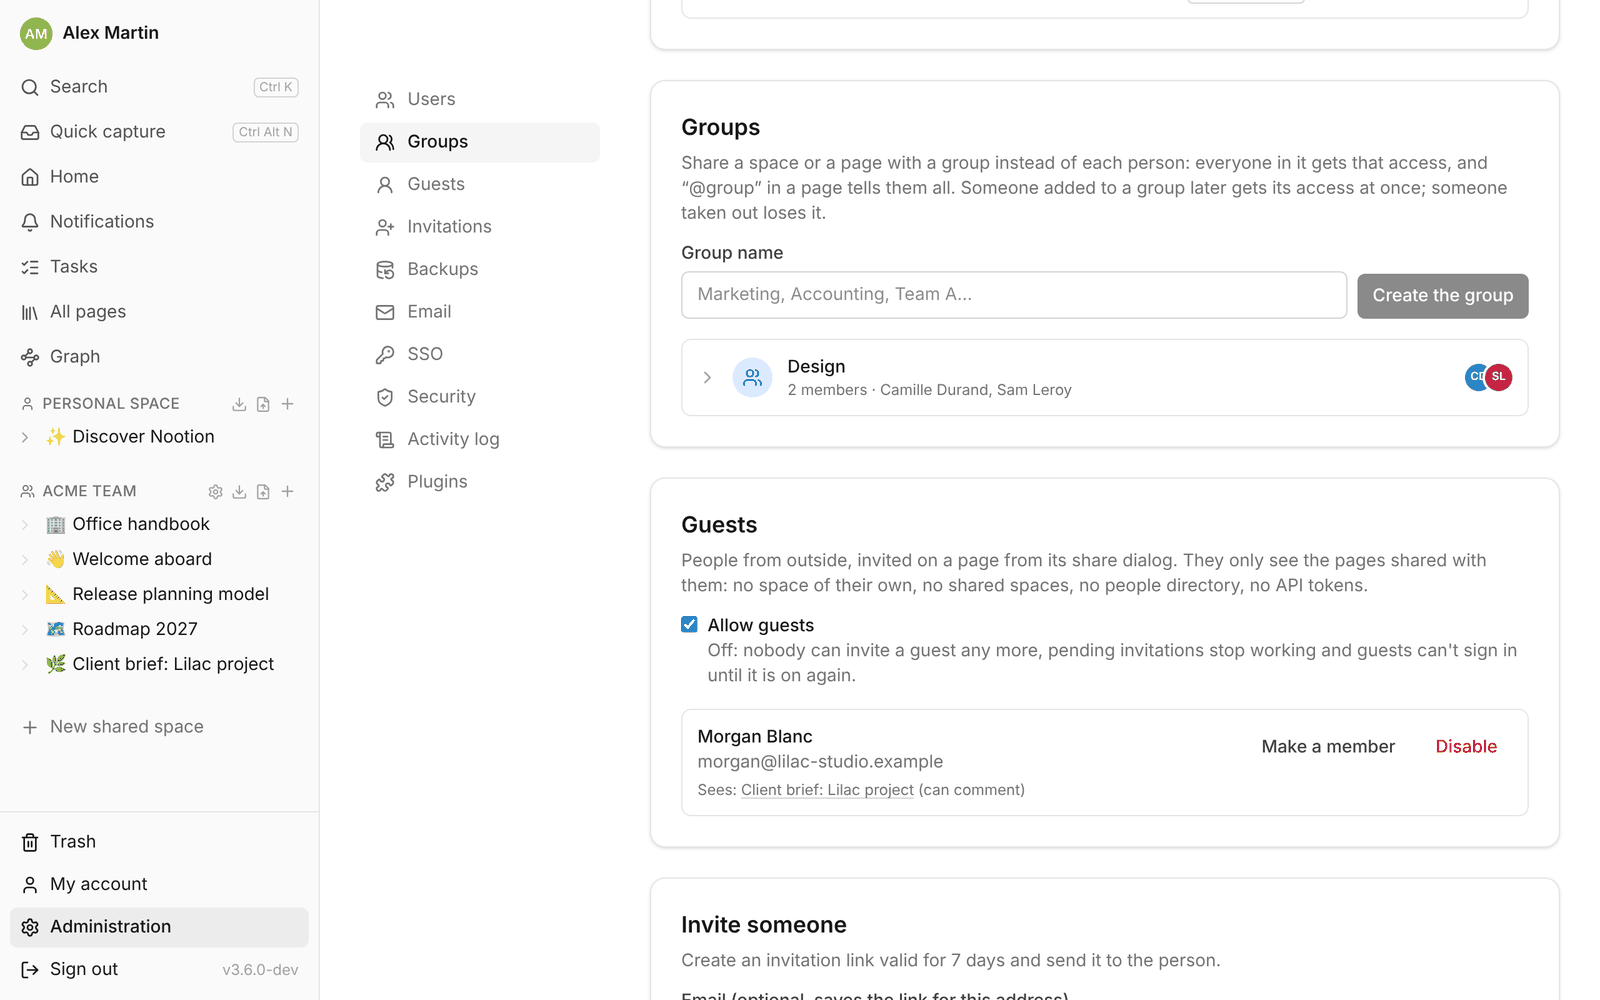 AM Alex Martin
Search Ctrl K
Quick capture Ctrl Alt N
Home
Notifications
Tasks
All pages
Graph
PERSONAL SPACE
Discover Nootion
ACME TEAM
Office handbook
Welcome aboard
Release planning model
Roadmap 2027
Client brief: Lilac project
New shared space
Trash
My account
Administration
Sign out v3.6.0-dev
Users
Groups
Guests
Invitations
Backups
Email
SSO
Security
Activity log
Plugins
Groups
Share a space or a page with a group instead of each person: everyone in it gets that access, and
“@group” in a page tells them all. Someone added to a group later gets its access at once; someone
taken out loses it.
Group name
Marketing, Accounting, Team A... Create the group
Design
2 members · Camille Durand, Sam Leroy
CD SL
Guests
People from outside, invited on a page from its share dialog. They only see the pages shared with
them: no space of their own, no shared spaces, no people directory, no API tokens.
Allow guests
Off: nobody can invite a guest any more, pending invitations stop working and guests can't sign in
until it is on again.
Morgan Blanc
morgan@lilac-studio.example
Sees: Client brief: Lilac project (can comment)
Make a member Disable
Invite someone
Create an invitation link valid for 7 days and send it to the person.
Email (optional, saves the link for this address)